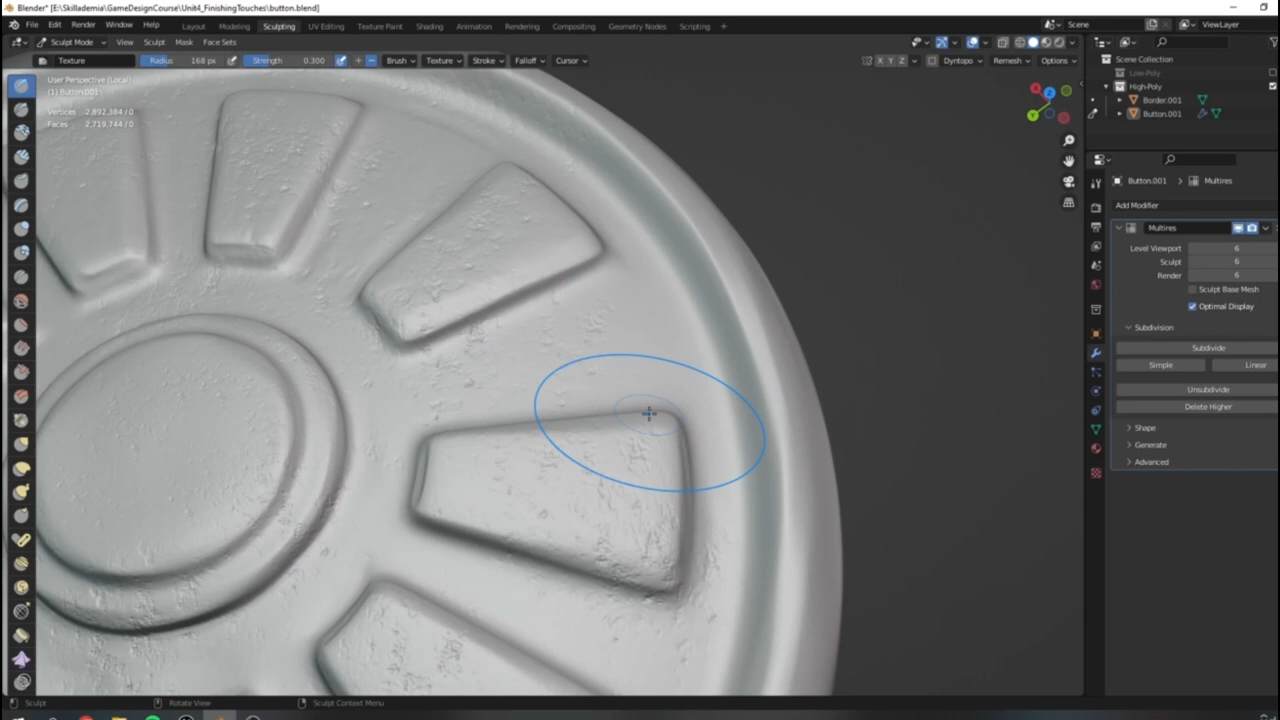 Blender* [E:\Skillademia\GameDesignCourse\Unit4_FinishingTouches\button.blend]
File Edit Render Window Help Layout Modeling Sculpting UV Editing Texture Paint Shading Animation Rendering Compositing Geometry Nodes Scripting + Scene ViewLayer
Sculpt Mode View Sculpt Mask Face Sets
Texture Radius 168 px Strength 0.300 Brush Texture Stroke Falloff Cursor X Y Z Dyntopo Remesh Options
User Perspective (Local)
(1) Button.001
Vertices 2,892,384 / 0
Faces 2,719,744 / 0
Z
Y
Scene Collection
Low-Poly
High-Poly
Border.001
Button.001
Button.001 > Multires
Add Modifier
Multires
Level Viewport 6
Sculpt 6
Render 6
Sculpt Base Mesh
Optimal Display
Subdivision
Subdivide
Simple Linear
Unsubdivide
Delete Higher
Shape
Generate
Advanced
Sculpt Rotate View Sculpt Context Menu